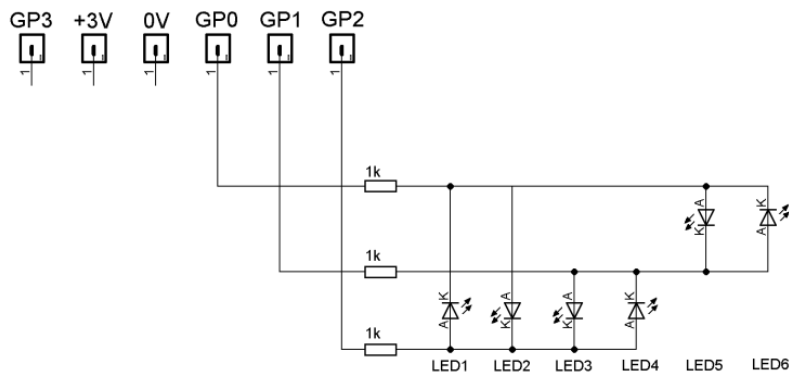 GP3 +3V 0V GP0 GP1 GP2
1 1 1 1 1 1
1k
A K
K A
1k
K A A K
A K K A
1k
LED1 LED2 LED3 LED4 LED5 LED6